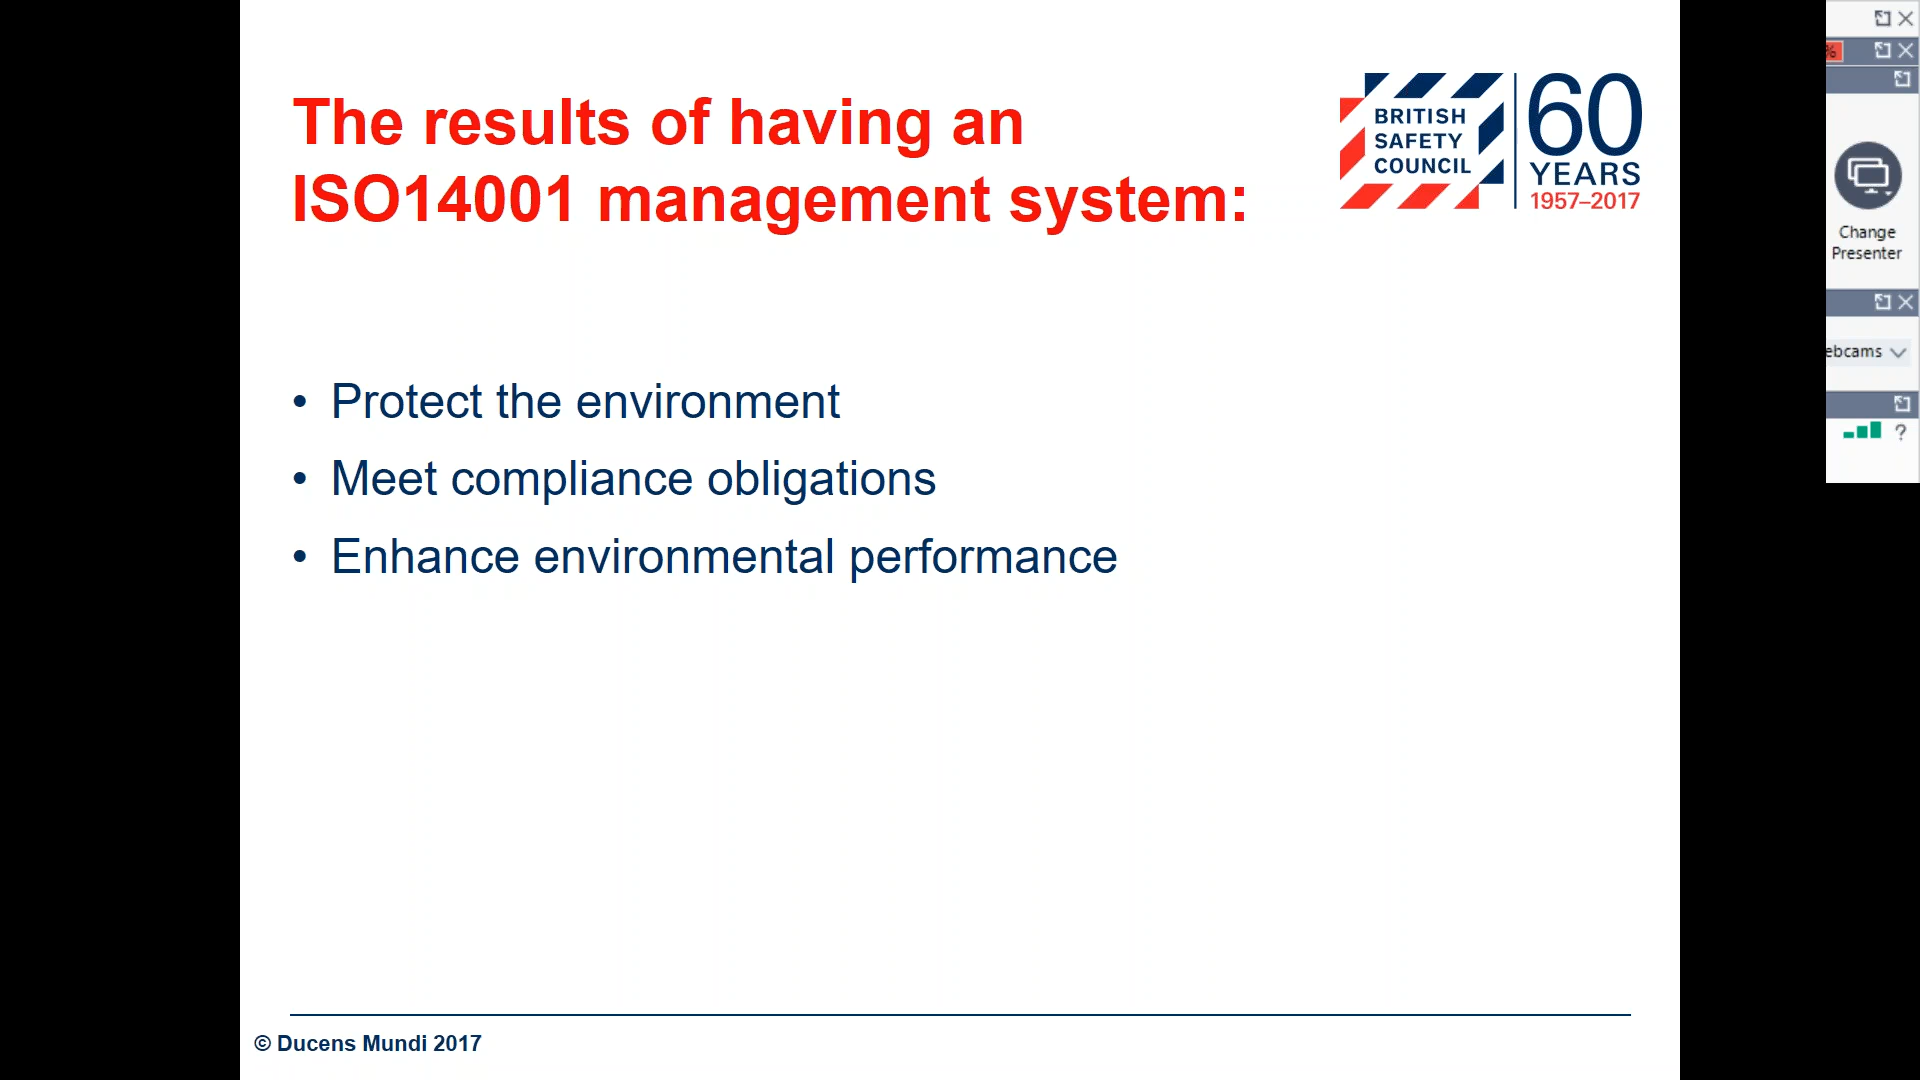 The results of having an
ISO14001 management system:
BRITISH
SAFETY
COUNCIL
60
YEARS
1957–2017
• Protect the environment
• Meet compliance obligations
• Enhance environmental performance
© Ducens Mundi 2017
%
Change
Presenter
ebcams
?